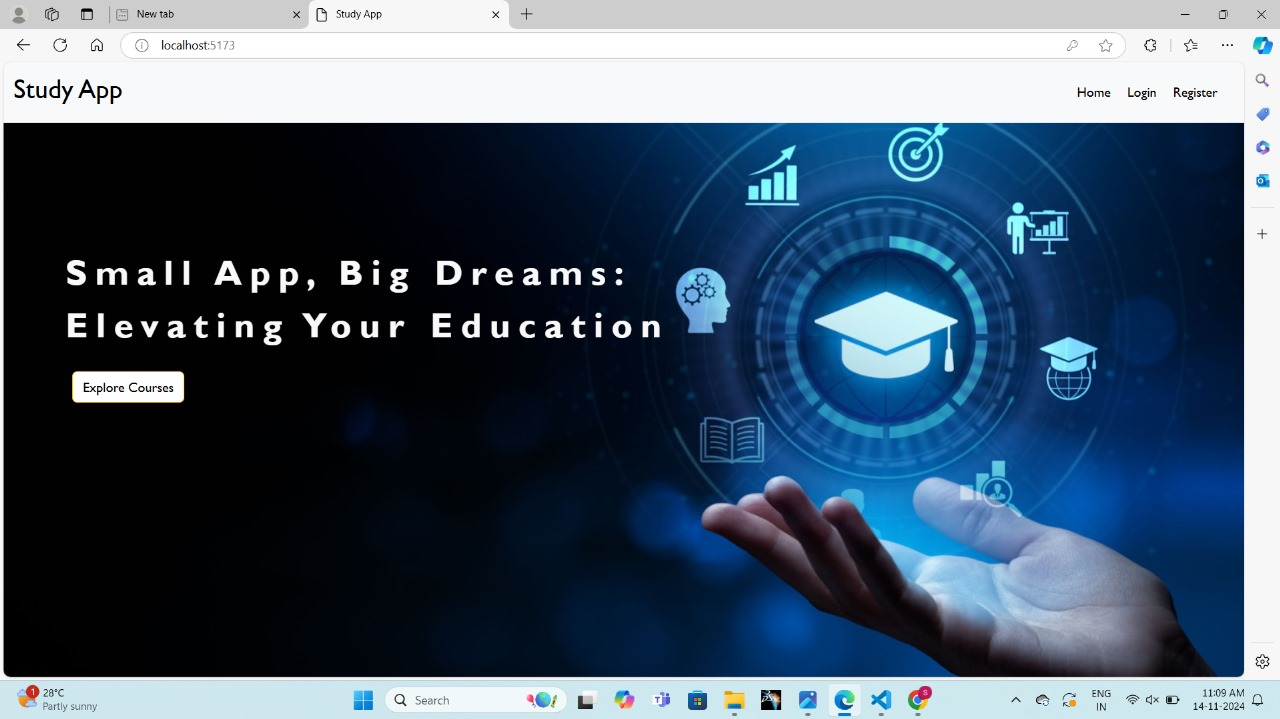 New tab
Study App
localhost:5173
Study App
Home Login Register
Small App, Big Dreams:
Elevating Your Education
Explore Courses
1
28°C
Partly sunny
Search
S
ENG
IN
11:09 AM
14-11-2024